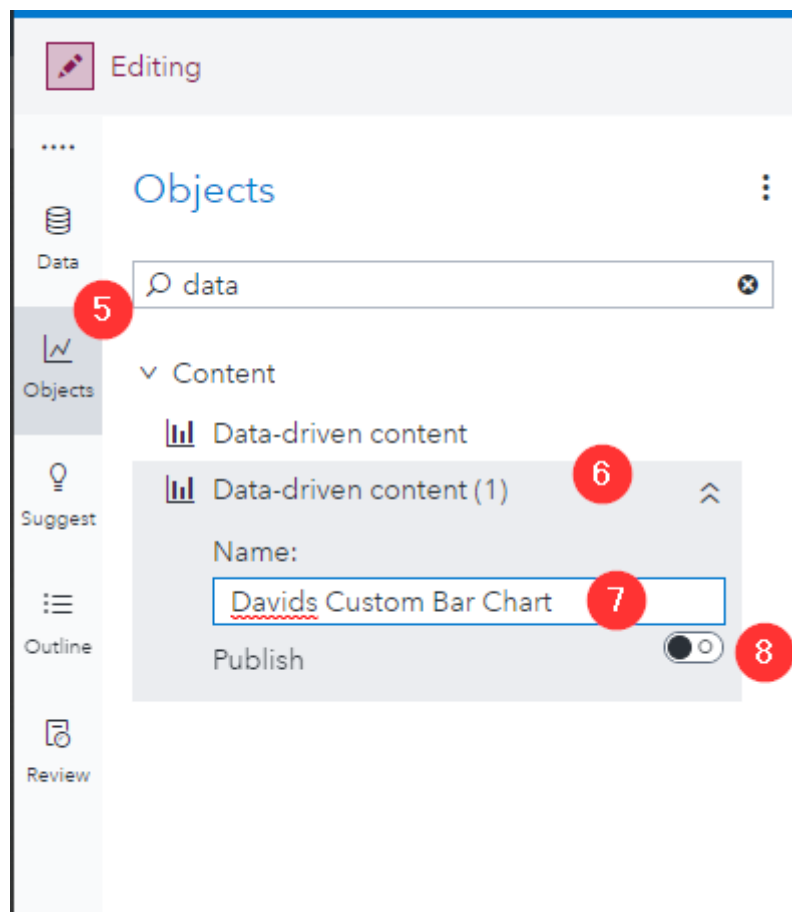 Editing
Objects
Data
data
5
Objects
Content
Data-driven content
6
Data-driven content (1)
Suggest
Name:
Davids Custom Bar Chart
7
Outline
Publish
8
Review